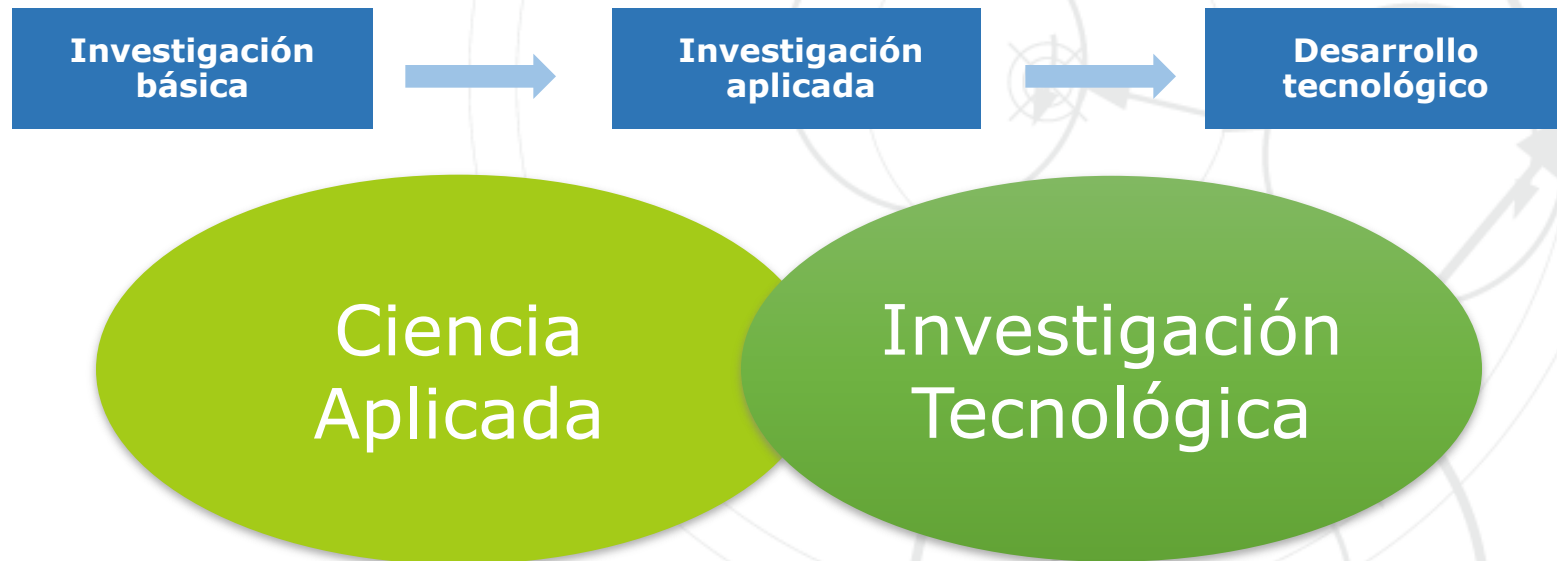 Investigación
básica
Investigación
aplicada
Desarrollo
tecnológico
Ciencia
Aplicada
Investigación
Tecnológica